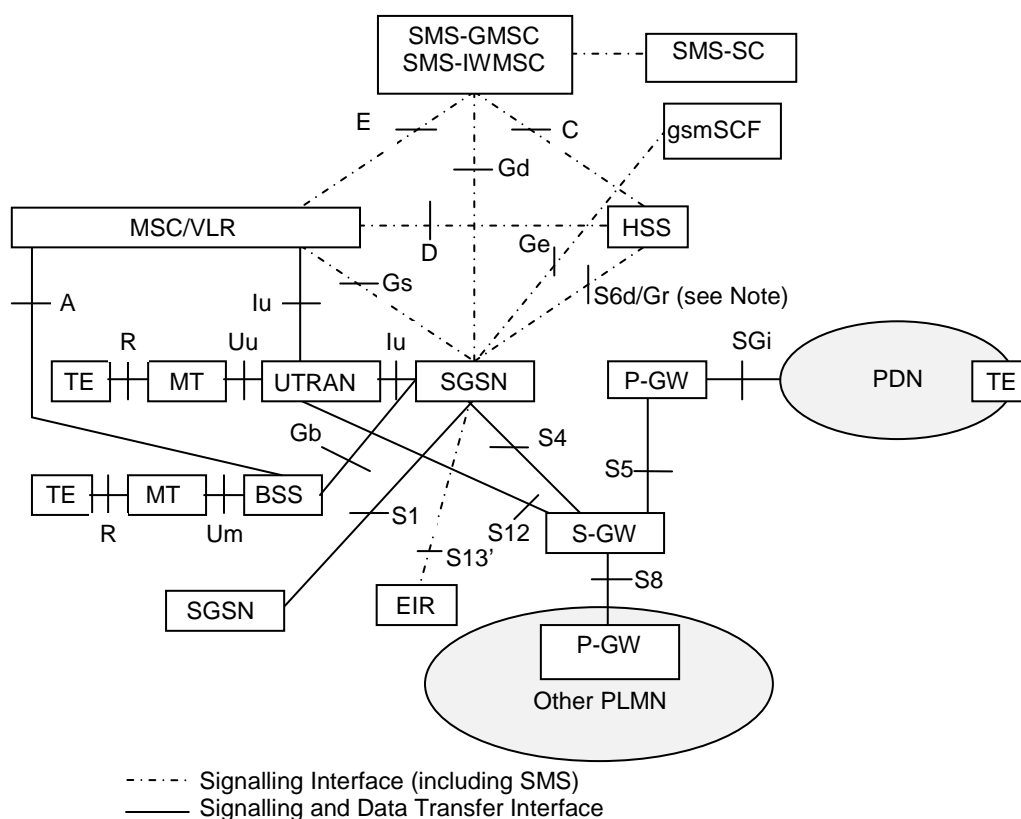 SMS-GMSC
SMS-IWMSC
SMS-SC
gsmSCF
E
C
Gd
MSC/VLR
HSS
D
Ge
Gs
S6d/Gr (see Note)
A
Iu
SGi
R
Uu
Iu
TE
MT
UTRAN
SGSN
P-GW
PDN
TE
Gb
S4
S5
TE
MT
BSS
R
Um
S1
S12
S-GW
S13’
S8
SGSN
EIR
P-GW
Other PLMN
Signalling Interface (including SMS)
Signalling and Data Transfer Interface